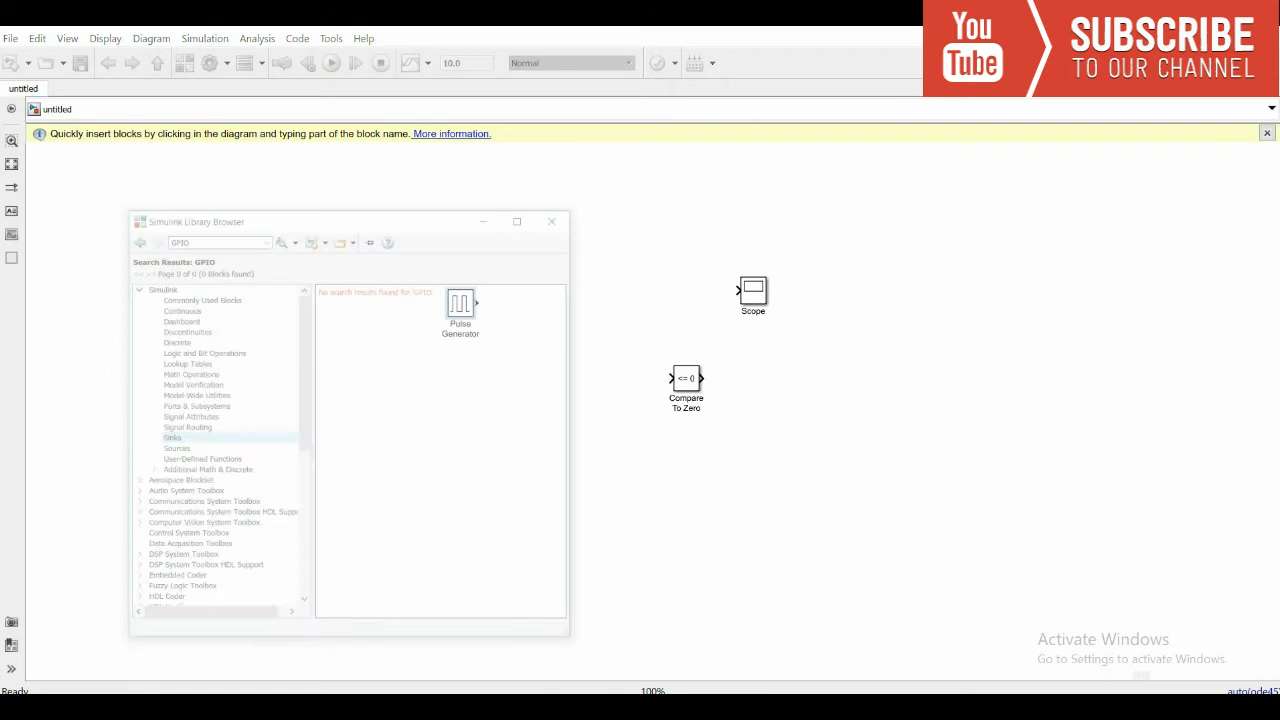 You
Tube
SUBSCRIBE
TO OUR CHANNEL
File Edit View Display Diagram Simulation Analysis Code Tools Help
10.0 Normal
untitled
untitled
Quickly insert blocks by clicking in the diagram and typing part of the block name. More information.
Simulink Library Browser
GPIO
Search Results: GPIO
<< >> Page 0 of 0 (0 Blocks found)
Simulink
Commonly Used Blocks
Continuous
Dashboard
Discontinuities
Discrete
Logic and Bit Operations
Lookup Tables
Math Operations
Model Verification
Model-Wide Utilities
Ports & Subsystems
Signal Attributes
Signal Routing
Sinks
Sources
User-Defined Functions
Additional Math & Discrete
Aerospace Blockset
Audio System Toolbox
Communications System Toolbox
Communications System Toolbox HDL Suppo
Computer Vision System Toolbox
Control System Toolbox
Data Acquisition Toolbox
DSP System Toolbox
DSP System Toolbox HDL Support
Embedded Coder
Fuzzy Logic Toolbox
HDL Coder
No search results found for 'GPIO
Pulse
Generator
Scope
<= 0
Compare
To Zero
Activate Windows
Go to Settings to activate Windows.
Ready 100% auto(ode45